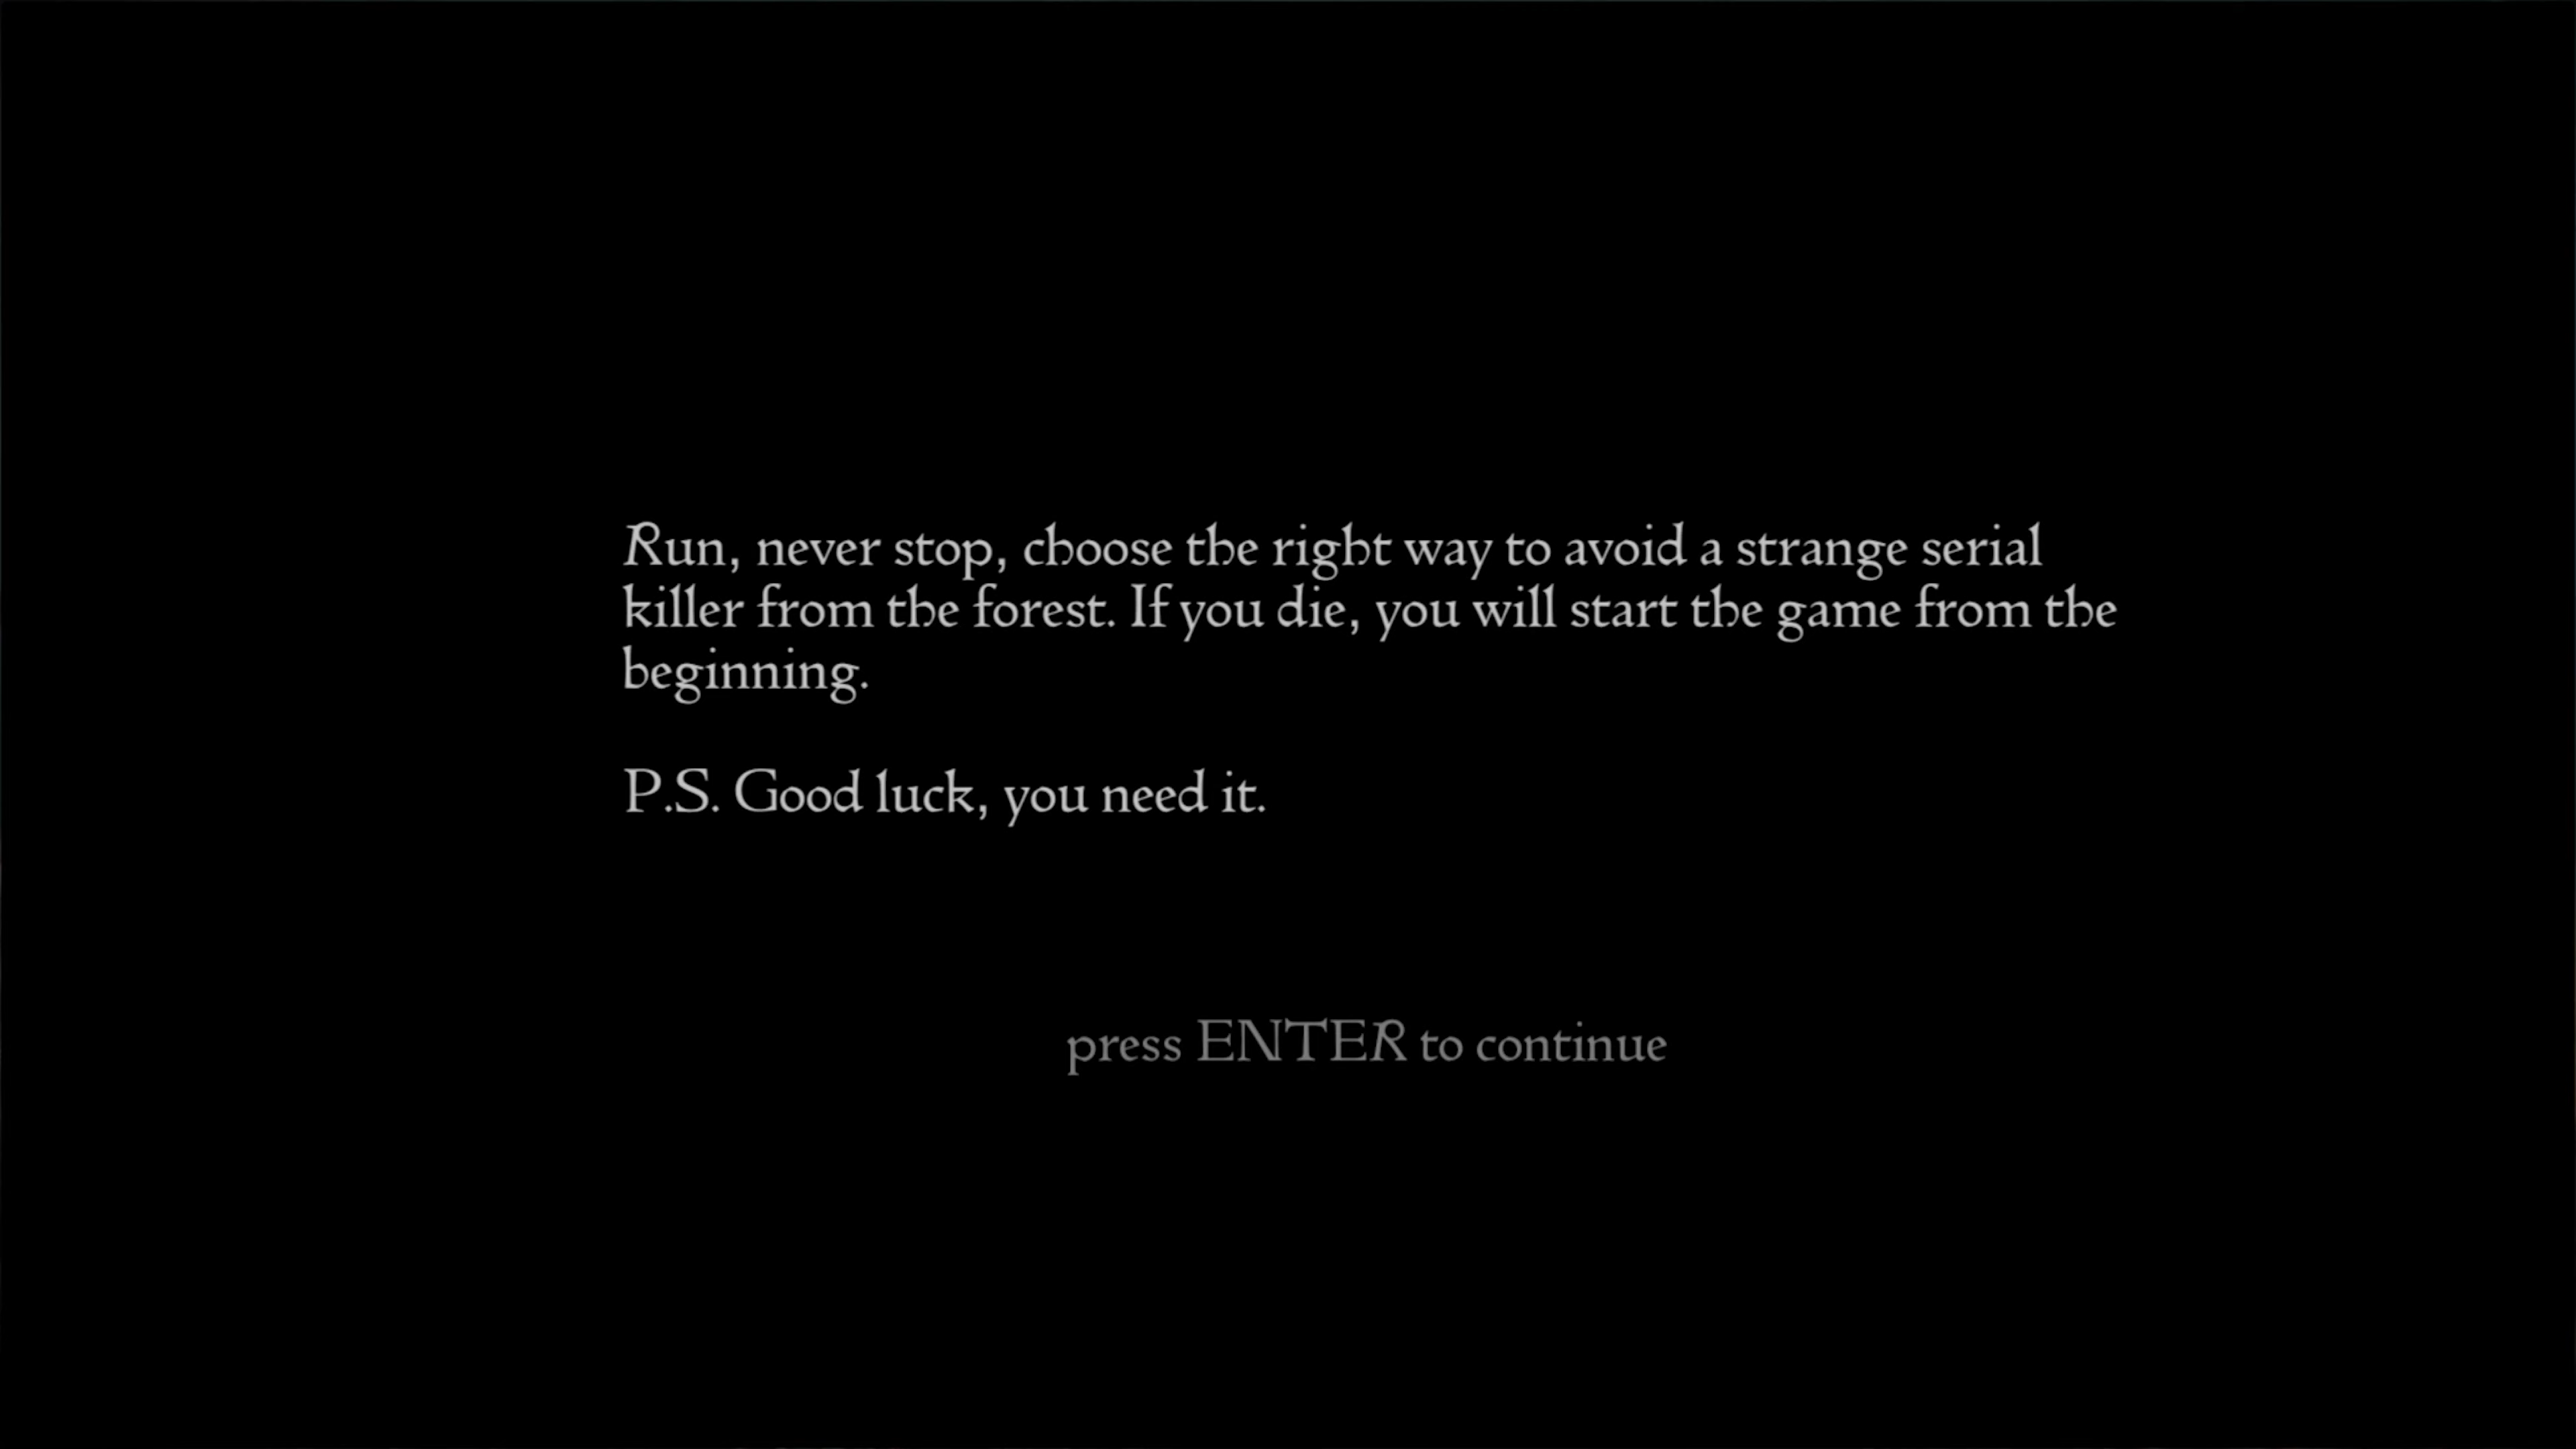 Run, never stop, choose the right way to avoid a strange serial
killer from the forest. If you die, you will start the game from the
beginning.
P.S. Good luck, you need it.
press ENTER to continue